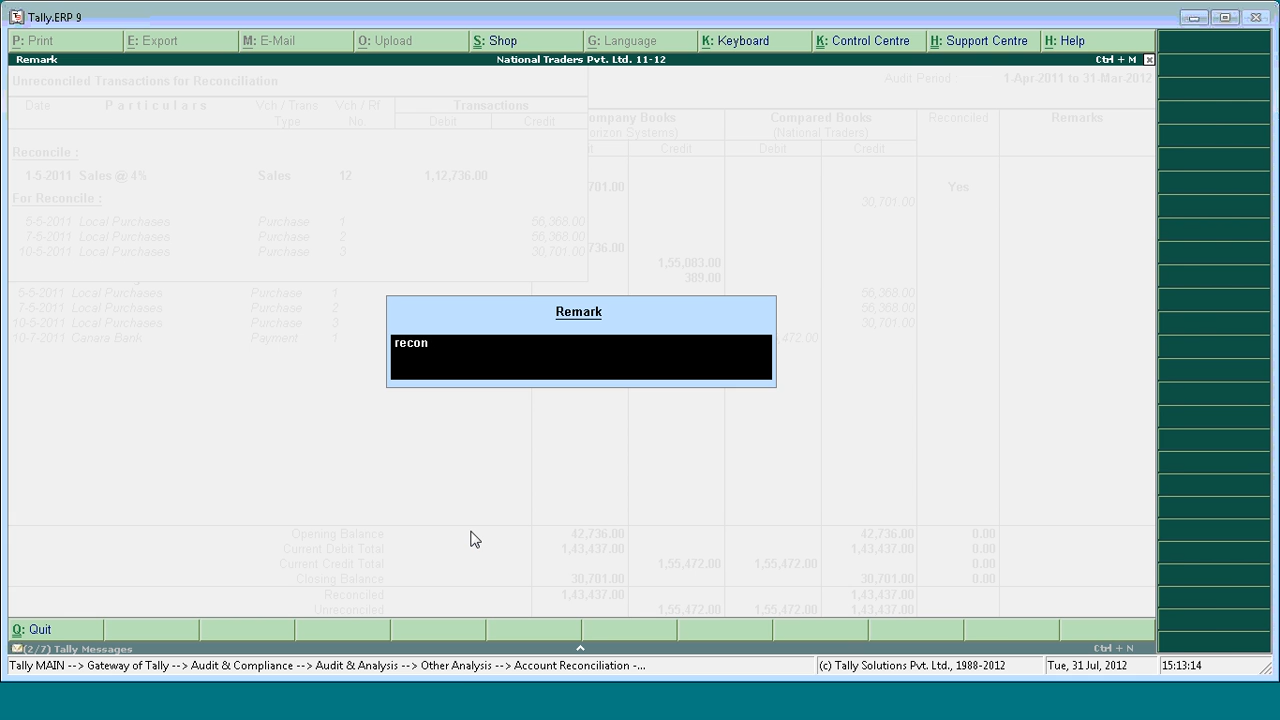 Tally.ERP 9
P: Print E: Export M: E-Mail O: Upload S: Shop G: Language K: Keyboard K: Control Centre H: Support Centre H: Help
Remark National Traders Pvt. Ltd. 11-12 Ctrl + M
Unreconciled Transactions for Reconciliation Audit Period 1-Apr-2011 to 31-Mar-2012
Date Particulars Vch / Trans Vch / Rf Transactions ompany Books Compared Books Reconciled Remarks
Type No. Debit Credit orizon Systems) (National Traders)
Credit Debit Credit
Reconcile :
1-5-2011 Sales @ 4% Sales 12 1,12,736.00
701.00 Yes
For Reconcile : 30,701.00
5-5-2011 Local Purchases Purchase 1 56,368.00
7-5-2011 Local Purchases Purchase 2 56,368.00
10-5-2011 Local Purchases Purchase 3 30,701.00 736.00
1,55,083.00
389.00
5-5-2011 Local Purchases Purchase 1 56,368.00
7-5-2011 Local Purchases Purchase 2 56,368.00
10-5-2011 Local Purchases Purchase 3 30,701.00
10-7-2011 Canara Bank Payment 1 ,472.00
Remark
recon
Opening Balance 42,736.00 42,736.00 0.00
Current Debit Total 1,43,437.00 1,43,437.00 0.00
Current Credit Total 1,55,472.00 1,55,472.00 0.00
Closing Balance 30,701.00 30,701.00 0.00
Reconciled 1,43,437.00 1,43,437.00
Unreconciled 1,55,472.00 1,55,472.00 1,43,437.00
Q: Quit
(2/7) Tally Messages Ctrl + N
Tally MAIN --> Gateway of Tally --> Audit & Compliance --> Audit & Analysis --> Other Analysis --> Account Reconciliation -... (c) Tally Solutions Pvt. Ltd., 1988-2012 Tue, 31 Jul, 2012 15:13:14